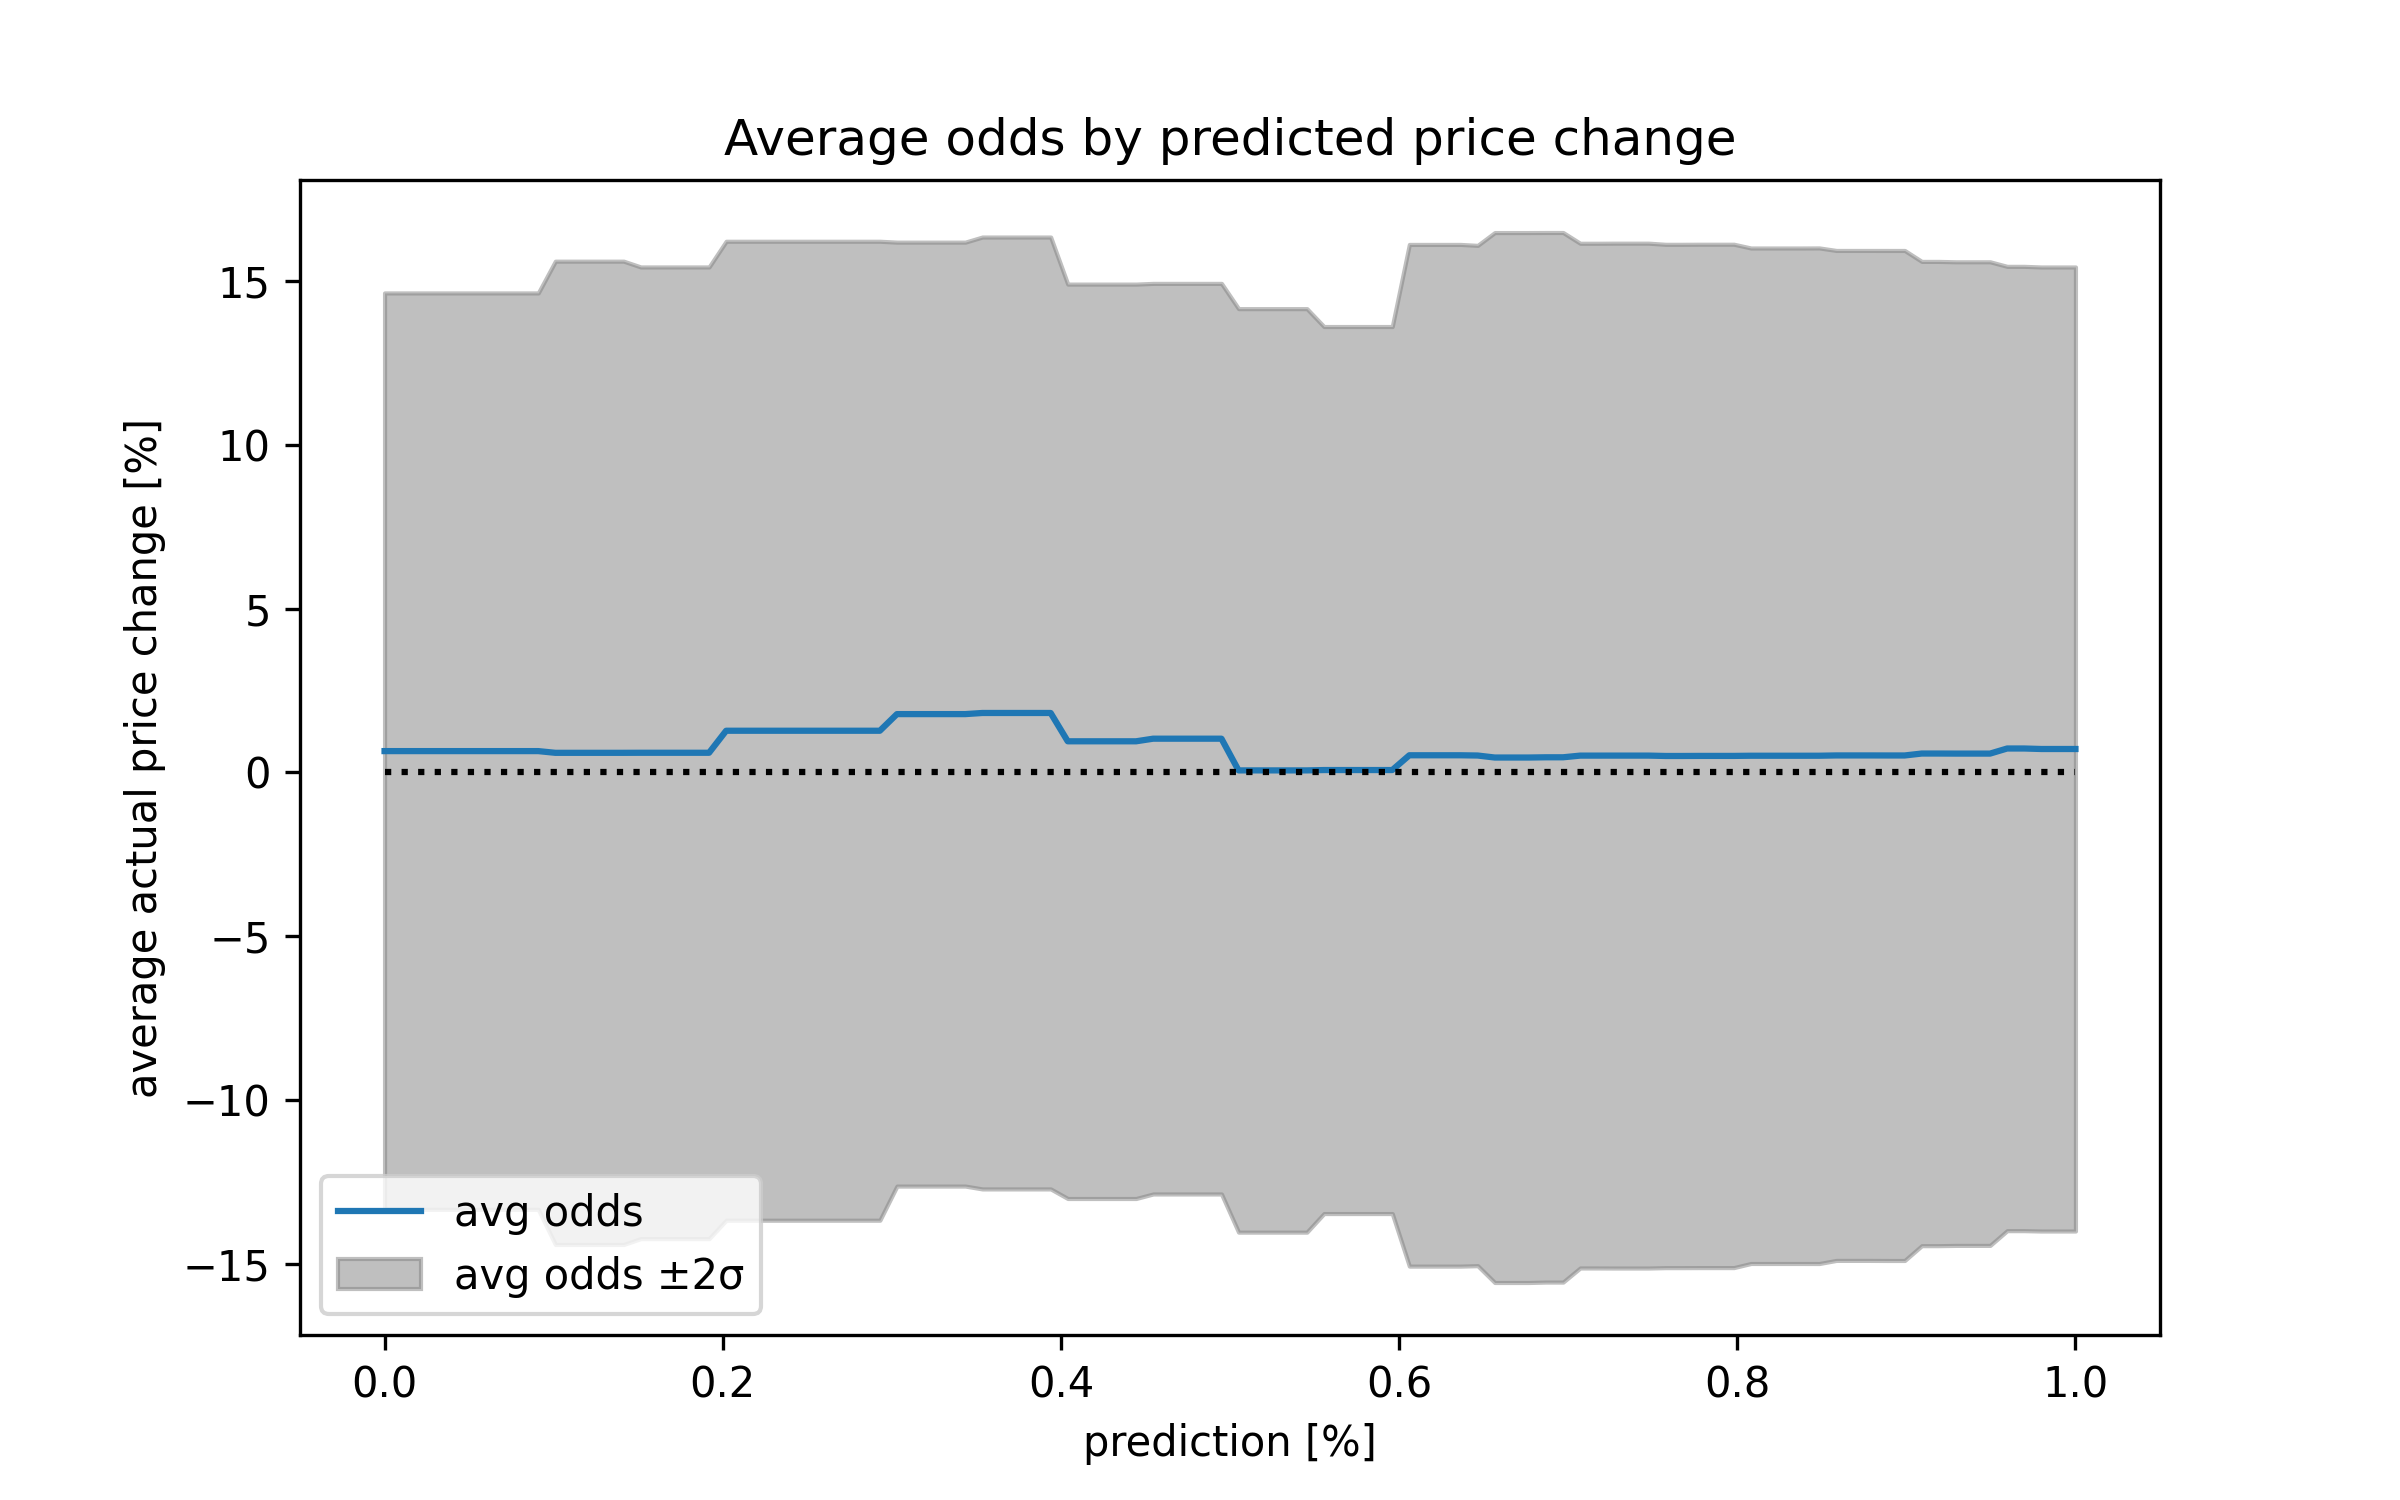 Average odds by predicted price change
average actual price change [%]
15
10
5
0
−5
−10
−15
avg odds
avg odds ±2σ
0.0 0.2 0.4 0.6 0.8 1.0
prediction [%]